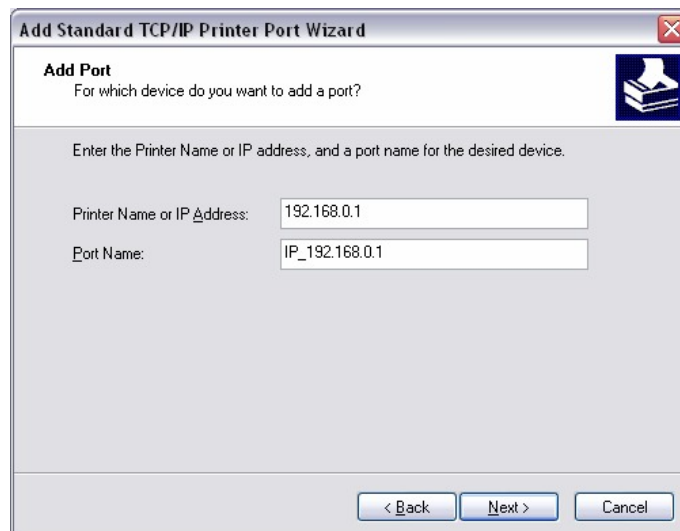 Add Standard TCP/IP Printer Port Wizard
Add Port
For which device do you want to add a port?
Enter the Printer Name or IP address, and a port name for the desired device.
Printer Name or IP Address: 192.168.0.1
Port Name: IP_192.168.0.1
< Back Next > Cancel